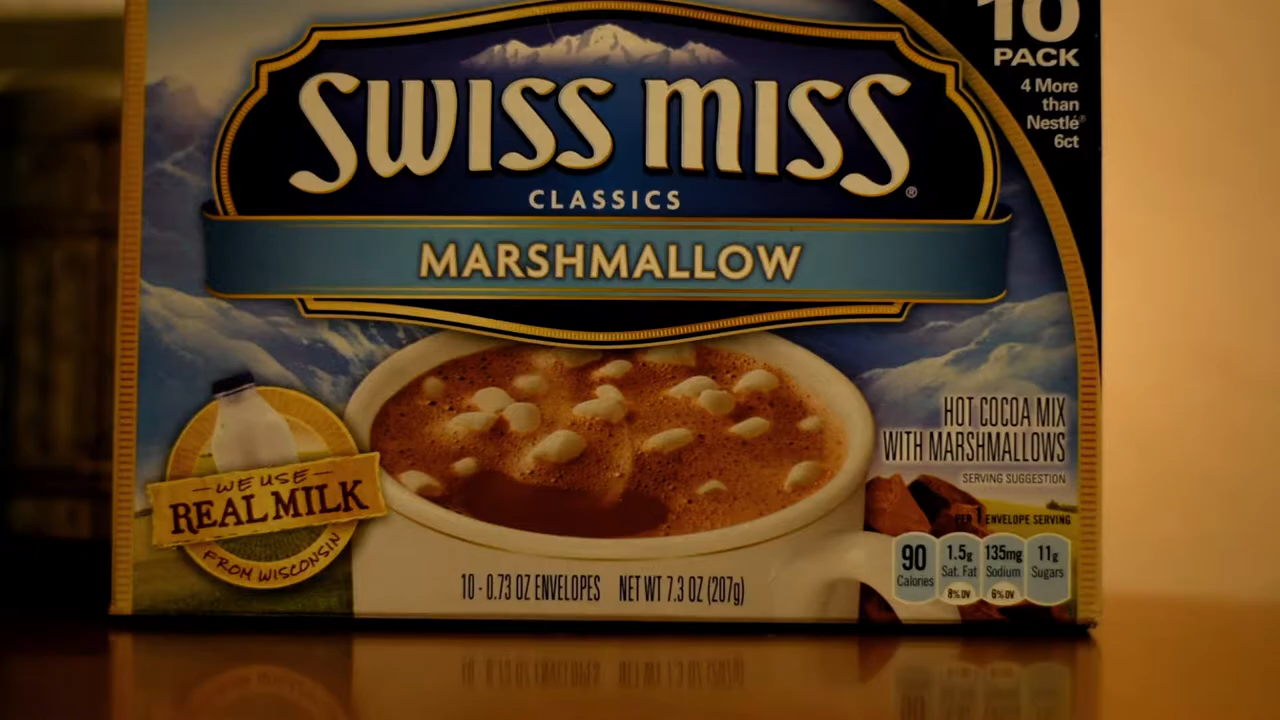 10
PACK
4 More
than
Nestlé®
6ct
SWISS MISS®
CLASSICS
MARSHMALLOW
HOT COCOA MIX
WITH MARSHMALLOWS
SERVING SUGGESTION
WE USE
REAL MILK
FROM WISCONSIN
PER 1 ENVELOPE SERVING
90
Calories
1.5g
Sat. Fat
8% DV
135mg
Sodium
6% DV
11g
Sugars
10 - 0.73 OZ ENVELOPES NET WT 7.3 OZ (207g)